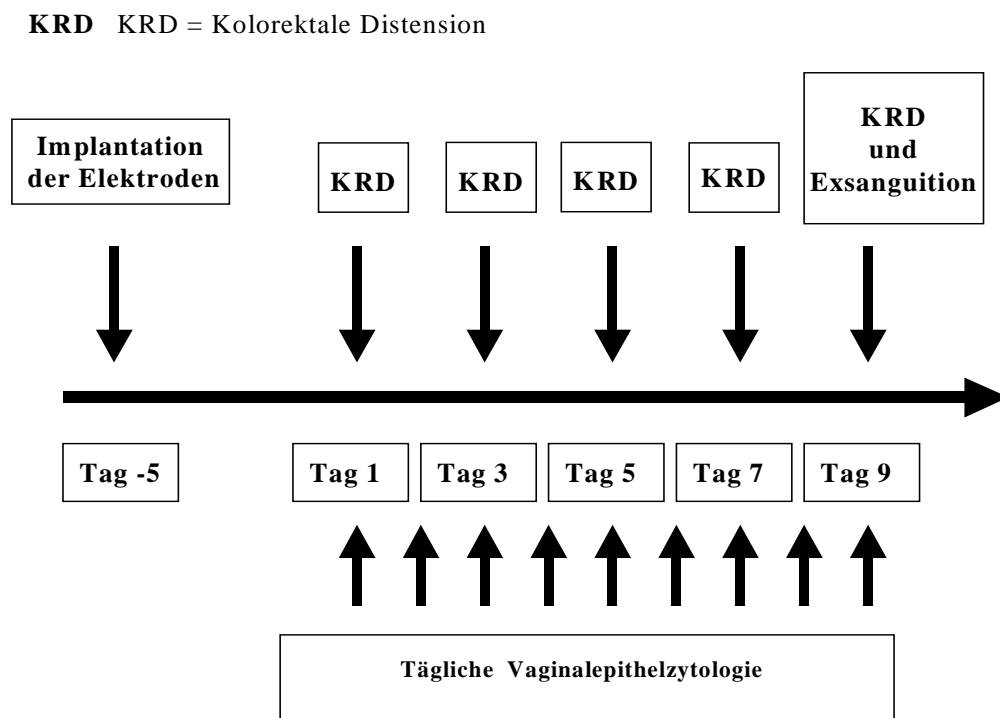 KRD KRD = Kolorektale Distension
Implantation
der Elektroden
KRD
KRD
KRD
KRD
KRD
und
Exsanguition
Tag -5
Tag 1
Tag 3
Tag 5
Tag 7
Tag 9
Tägliche Vaginalepithelzytologie